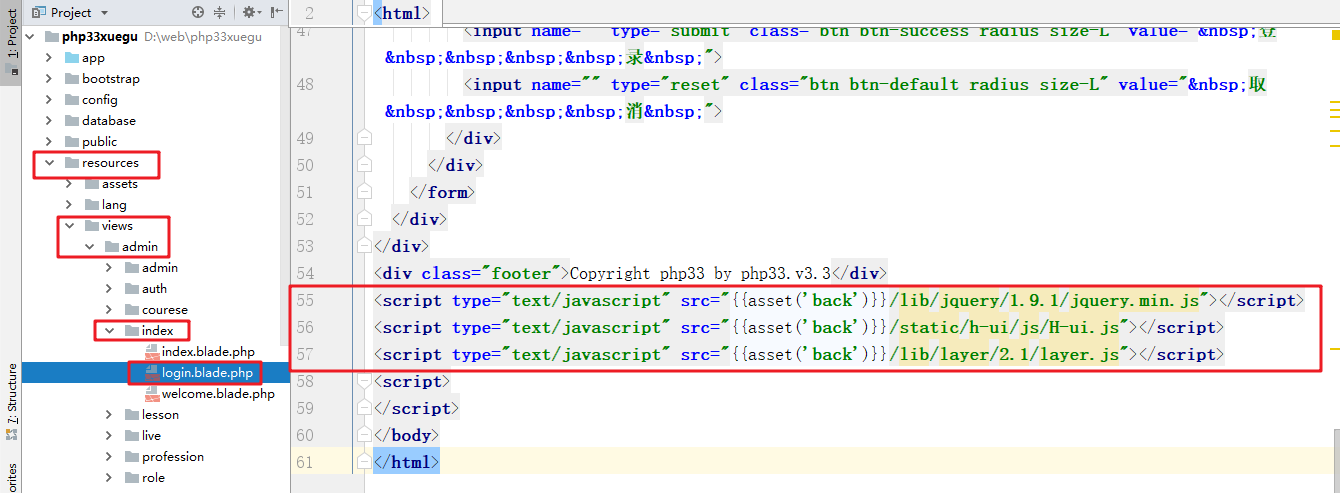 1: Project
7: Structure
Project
php33xuegu D:\web\php33xuegu
app
bootstrap
config
database
public
resources
assets
lang
views
admin
admin
auth
courese
index
index.blade.php
login.blade.php
welcome.blade.php
lesson
live
profession
role
2 <html>
47 <input name=" type= submit class= btn btn-success radius size-L value= &nbsp;登
&nbsp;&nbsp;&nbsp;&nbsp;录&nbsp;">
48 <input name="" type="reset" class="btn btn-default radius size-L" value="&nbsp;取
&nbsp;&nbsp;&nbsp;&nbsp;消&nbsp;">
49 </div>
50 </div>
51 </form>
52 </div>
53 </div>
54 <div class="footer">Copyright php33 by php33.v3.3</div>
55 <script type="text/javascript" src="{{asset('back')}}/lib/jquery/1.9.1/jquery.min.js"></script>
56 <script type="text/javascript" src="{{asset('back')}}/static/h-ui/js/H-ui.js"></script>
57 <script type="text/javascript" src="{{asset('back')}}/lib/layer/2.1/layer.js"></script>
58 <script>
59 </script>
60 </body>
61 </html>